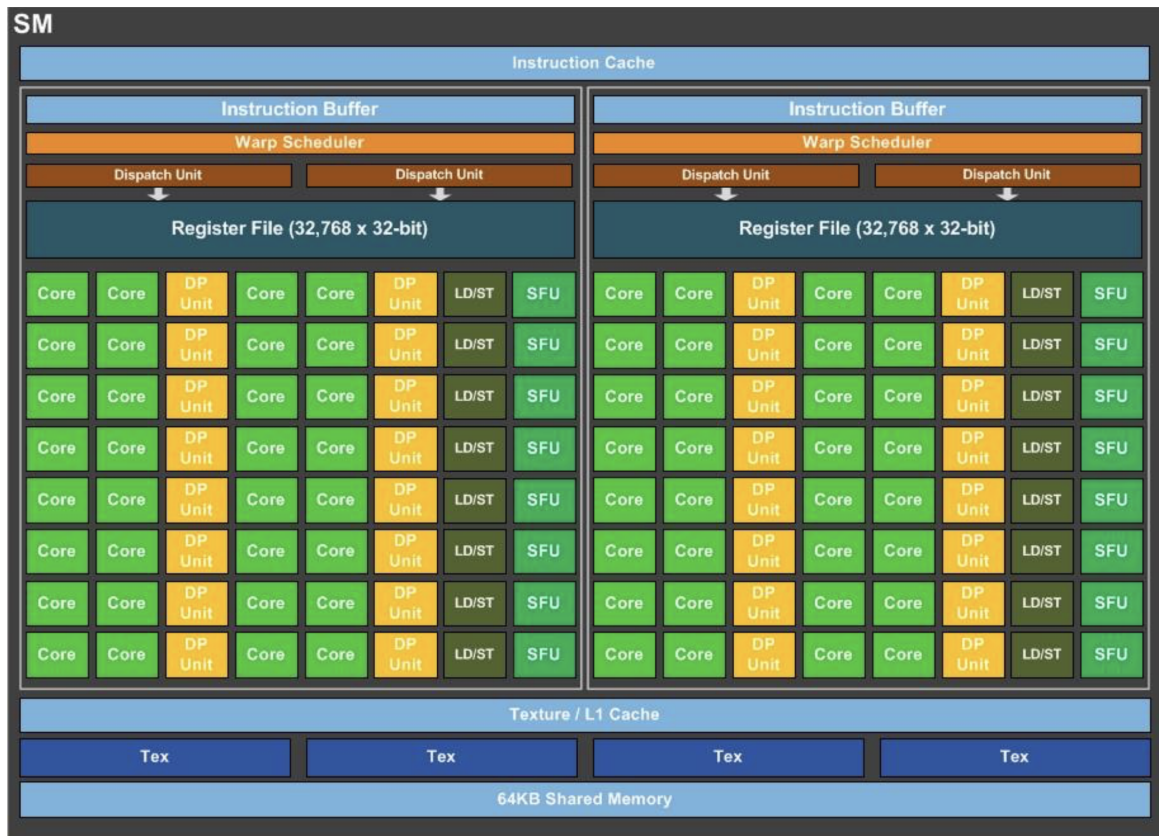 SM
Instruction Cache
Instruction Buffer Instruction Buffer
Warp Scheduler Warp Scheduler
Dispatch Unit Dispatch Unit Dispatch Unit Dispatch Unit
Register File (32,768 x 32-bit) Register File (32,768 x 32-bit)
Core Core DP Unit Core Core DP Unit LD/ST SFU Core Core DP Unit Core Core DP Unit LD/ST SFU
Core Core DP Unit Core Core DP Unit LD/ST SFU Core Core DP Unit Core Core DP Unit LD/ST SFU
Core Core DP Unit Core Core DP Unit LD/ST SFU Core Core DP Unit Core Core DP Unit LD/ST SFU
Core Core DP Unit Core Core DP Unit LD/ST SFU Core Core DP Unit Core Core DP Unit LD/ST SFU
Core Core DP Unit Core Core DP Unit LD/ST SFU Core Core DP Unit Core Core DP Unit LD/ST SFU
Core Core DP Unit Core Core DP Unit LD/ST SFU Core Core DP Unit Core Core DP Unit LD/ST SFU
Core Core DP Unit Core Core DP Unit LD/ST SFU Core Core DP Unit Core Core DP Unit LD/ST SFU
Core Core DP Unit Core Core DP Unit LD/ST SFU Core Core DP Unit Core Core DP Unit LD/ST SFU
Texture / L1 Cache
Tex Tex Tex Tex
64KB Shared Memory